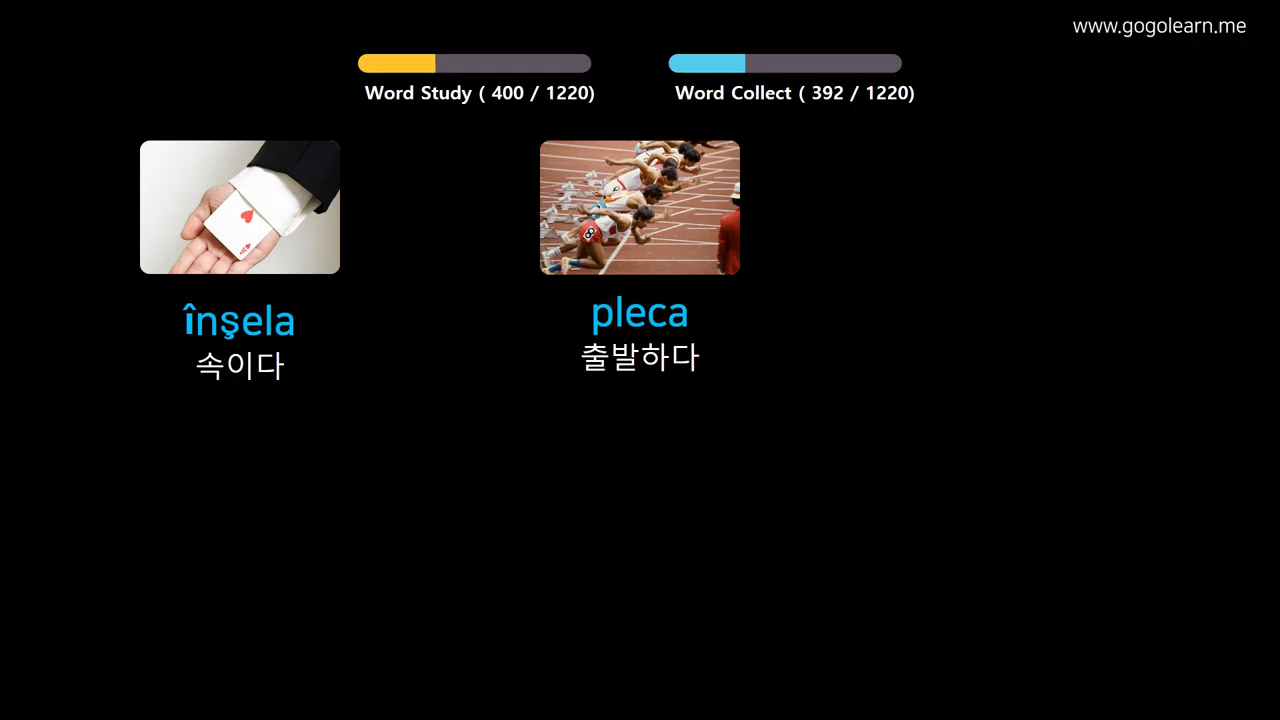 www.gogolearn.me
Word Study ( 400 / 1220)
Word Collect ( 392 / 1220)
înşela
속이다
pleca
출발하다